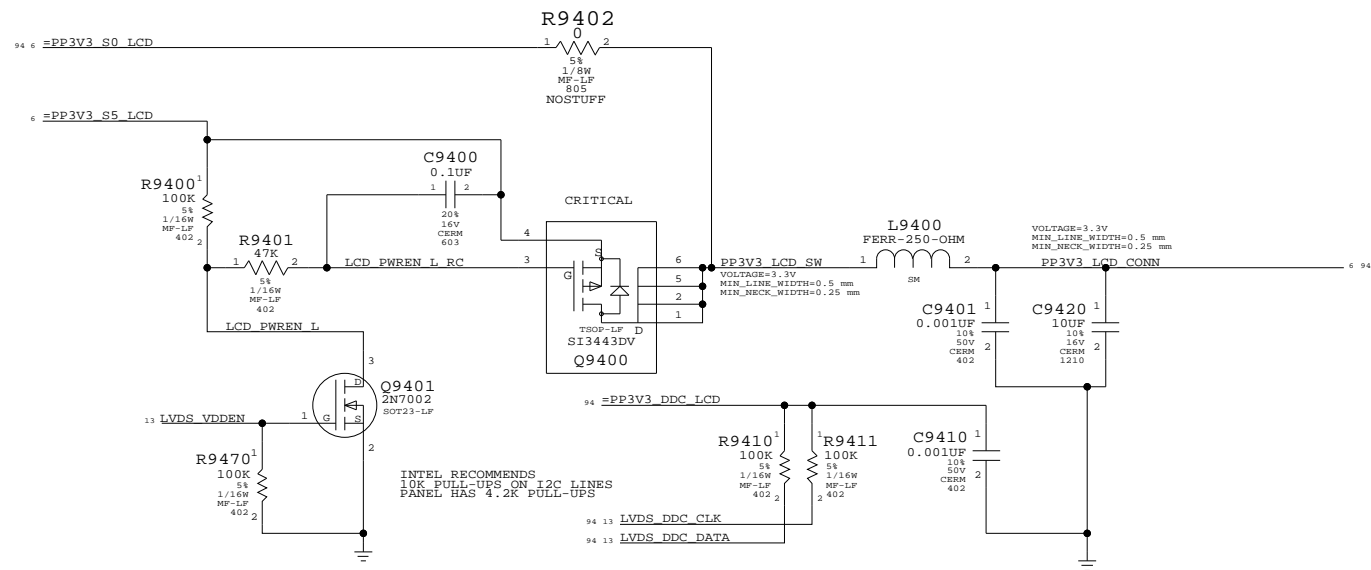 R9402
0
94 6 =PP3V3_S0_LCD
1 2
5%
1/8W
MF-LF
805
NOSTUFF
6 =PP3V3_S5_LCD
C9400
0.1UF
1 2
20%
16V
CERM
603
R9400
1
100K
5%
1/16W
MF-LF
402
2
R9401
47K
1 2
5%
1/16W
MF-LF
402
LCD_PWREN_L_RC
CRITICAL
4
3
S
G
D
6
5
2
1
TSOP-LF
SI3443DV
Q9400
PP3V3_LCD_SW
VOLTAGE=3.3V
MIN_LINE_WIDTH=0.5 mm
MIN_NECK_WIDTH=0.25 mm
L9400
FERR-250-OHM
1 2
SM
VOLTAGE=3.3V
MIN_LINE_WIDTH=0.5 mm
MIN_NECK_WIDTH=0.25 mm
PP3V3_LCD_CONN
6 94
C9401
0.001UF
10%
50V
CERM
402
1
2
C9420
10UF
10%
16V
CERM
1210
1
2
LCD_PWREN_L
3
D
Q9401
2N7002
SOT23-LF
1
G
S
2
13 LVDS_VDDEN
R9470
1
100K
5%
1/16W
MF-LF
402
2
INTEL RECOMMENDS
10K PULL-UPS ON I2C LINES
PANEL HAS 4.2K PULL-UPS
94 =PP3V3_DDC_LCD
R9410
1
100K
5%
1/16W
MF-LF
402
2
R9411
1
100K
5%
1/16W
MF-LF
402
2
C9410
0.001UF
10%
50V
CERM
402
1
2
94 13 LVDS_DDC_CLK
94 13 LVDS_DDC_DATA